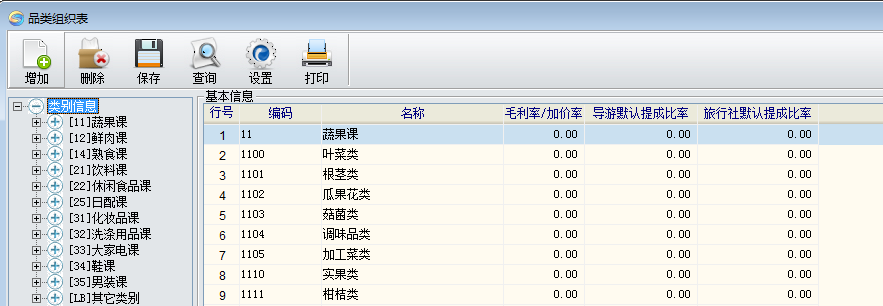 品类组织表
增加 删除 保存 查询 设置 打印
类别信息
[11]蔬果课
[12]鲜肉课
[14]熟食课
[21]饮料课
[22]休闲食品课
[25]日配课
[31]化妆品课
[32]洗涤用品课
[33]大家电课
[34]鞋课
[35]男装课
[LB]其它类别
基本信息
行号 编码 名称 毛利率/加价率 导游默认提成比率 旅行社默认提成比率
1 11 蔬果课 0.00 0.00 0.00
2 1100 叶菜类 0.00 0.00 0.00
3 1101 根茎类 0.00 0.00 0.00
4 1102 瓜果花类 0.00 0.00 0.00
5 1103 菇菌类 0.00 0.00 0.00
6 1104 调味品类 0.00 0.00 0.00
7 1105 加工菜类 0.00 0.00 0.00
8 1110 实果类 0.00 0.00 0.00
9 1111 柑桔类 0.00 0.00 0.00